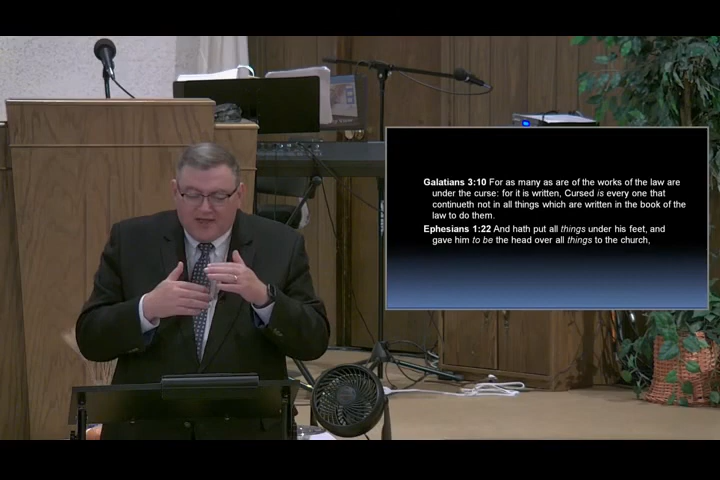 Galatians 3:10 For as many as are of the works of the law are
under the curse: for it is written, Cursed is every one that
continueth not in all things which are written in the book of the
law to do them.
Ephesians 1:22 And hath put all things under his feet, and
gave him to be the head over all things to the church,